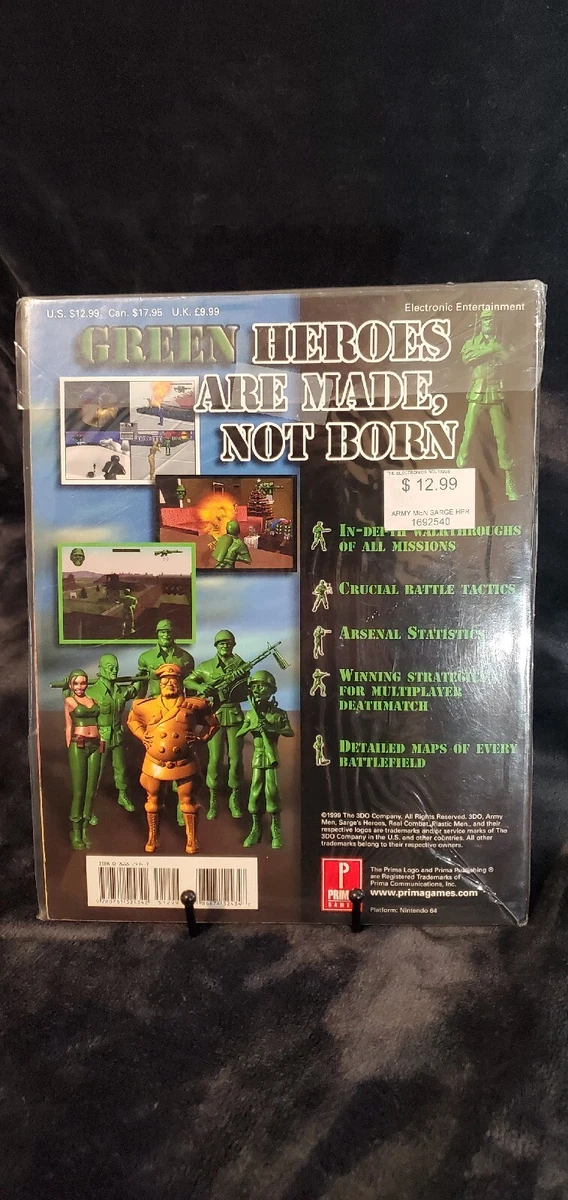 U.S. $12.99 Can. $17.95 U.K. £9.99
Electronic Entertainment
GREEN HEROES
ARE MADE,
NOT BORN
$ 12.99
ARMY MEN SARGE HER
1692540
IN-DEPTH WALKTHROUGHS
OF ALL MISSIONS
CRUCIAL BATTLE TACTICS
ARSENAL STATISTICS
WINNING STRATEGIES
FOR MULTIPLAYER
DEATHMATCH
DETAILED MAPS OF EVERY
BATTLEFIELD
©1999 The 3DO Company. All Rights Reserved. 3DO, Army
Men, Sarge's Heroes, Real Combat. Plastic Men., and their
respective logos are trademarks and/or service marks of The
3DO Company in the U.S. and other countries. All other
trademarks belong to their respective owners.
ISBN
P
PRIMA
GAMES
The Prima Logo and Prima Publishing ®
are Registered Trademarks of
Prima Communications, Inc.
www.primagames.com
Platform: Nintendo 64